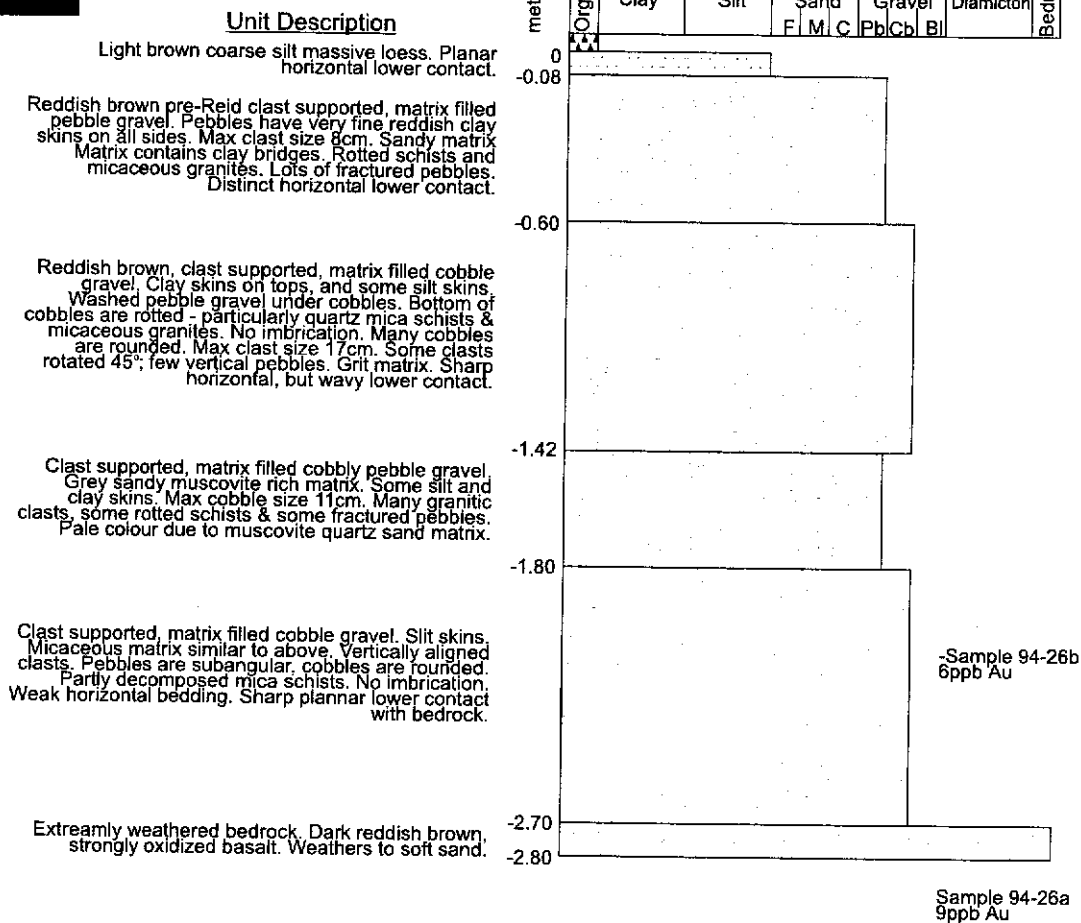 Unit Description
Light brown coarse silt massive loess. Planar
horizontal lower contact.
Reddish brown pre-Reid clast supported, matrix filled
pebble gravel. Pebbles have very fine reddish clay
skins on all sides. Max clast size 8cm. Sandy matrix
Matrix contains clay bridges. Rotted schists and
micaceous granites. Lots of fractured pebbles.
Distinct horizontal lower contact.
Reddish brown, clast supported, matrix filled cobble
gravel. Clay skins on tops, and some silt skins.
Washed pebble gravel under cobbles. Bottom of
cobbles are rotted - particularly quartz mica schists &
micaceous granites. No imbrication. Many cobbles
are rounded. Max clast size 17cm. Some clasts
rotated 45°; few vertical pebbles. Grit matrix. Sharp
horizontal, but wavy lower contact.
Clast supported, matrix filled cobbly pebble gravel.
Grey sandy muscovite rich matrix. Some silt and
clay skins. Max cobble size 11cm. Many granitic
clasts, some rotted schists & some fractured pebbles.
Pale colour due to muscovite quartz sand matrix.
Clast supported, matrix filled cobble gravel. Slit skins.
Micaceous matrix similar to above. Vertically aligned
clasts. Pebbles are subangular, cobbles are rounded.
Partly decomposed mica schists. No imbrication.
Weak horizontal bedding. Sharp plannar lower contact
with bedrock.
Extreamly weathered bedrock. Dark reddish brown,
strongly oxidized basalt. Weathers to soft sand.
met
Org
Clay Silt Sand Gravel Diamicton
Bedr
F M C Pb Cb Bl
0
-0.08
-0.60
-1.42
-1.80
-2.70
-2.80
-Sample 94-26b
6ppb Au
Sample 94-26a
9ppb Au